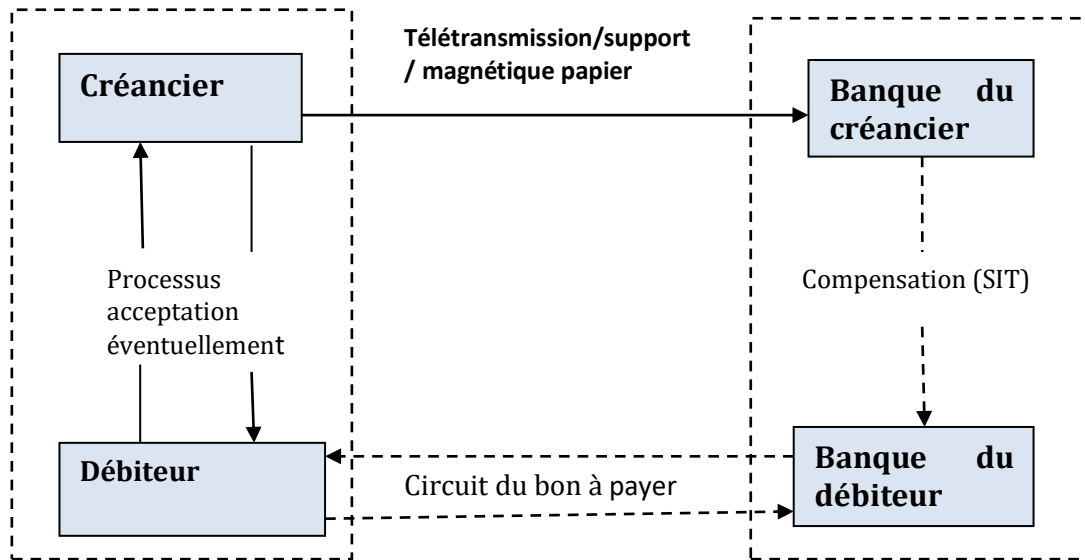 Télétransmission/support
/ magnétique papier
Créancier
Banque du
créancier
Processus
acceptation
éventuellement
Compensation (SIT)
Débiteur
Circuit du bon à payer
Banque du
débiteur